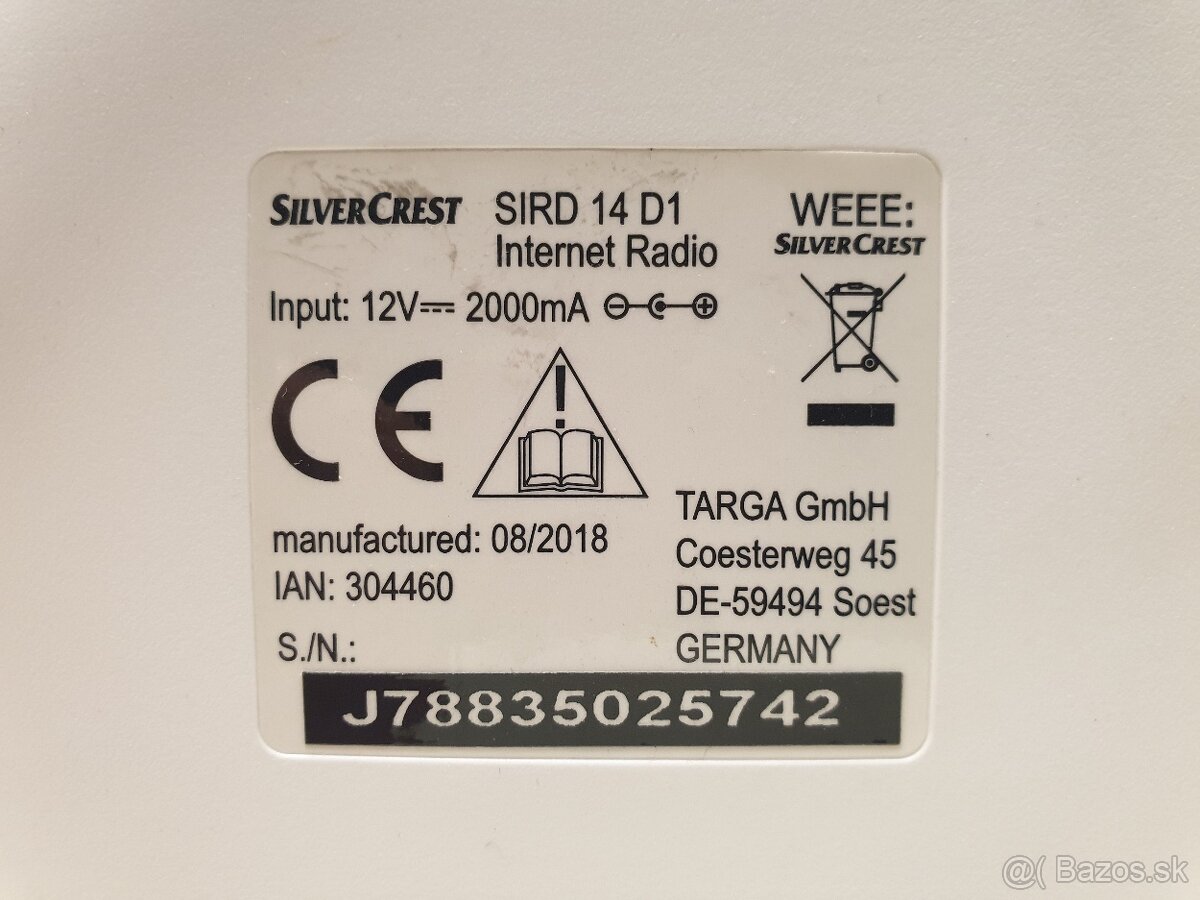 SILVERCREST SIRD 14 D1
Internet Radio
WEEE:
SILVERCREST
Input: 12V 2000mA
manufactured: 08/2018
IAN: 304460
S./N.:
TARGA GmbH
Coesterweg 45
DE-59494 Soest
GERMANY
J78835025742
@( Bazos.sk